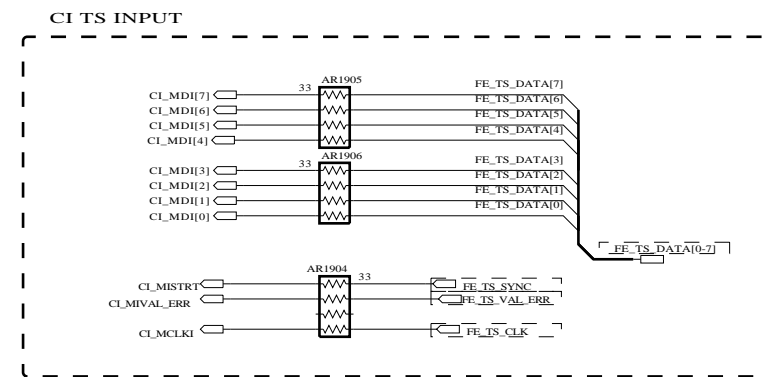 CI TS INPUT
AR1905
33
CI_MDI[7] FE_TS_DATA[7]
CI_MDI[6] FE_TS_DATA[6]
CI_MDI[5] FE_TS_DATA[5]
CI_MDI[4] FE_TS_DATA[4]
AR1906
33
CI_MDI[3] FE_TS_DATA[3]
CI_MDI[2] FE_TS_DATA[2]
CI_MDI[1] FE_TS_DATA[1]
CI_MDI[0] FE_TS_DATA[0]
FE_TS_DATA[0-7]
AR1904
33
CI_MISTRT FE_TS_SYNC
CI_MIVAL_ERR FE_TS_VAL_ERR
CI_MCLKI FE_TS_CLK